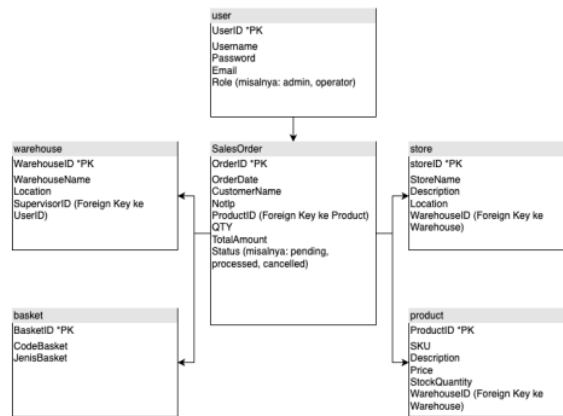 user
UserID *PK
Username
Password
Email
Role (misalnya: admin, operator)
warehouse
WarehouseID *PK
WarehouseName
Location
SupervisorID (Foreign Key ke
UserID)
SalesOrder
OrderID *PK
OrderDate
CustomerName
Notlp
ProductID (Foreign Key ke Product)
QTY
TotalAmount
Status (misalnya: pending,
processed, cancelled)
store
storeID *PK
StoreName
Description
Location
WarehouseID (Foreign Key ke
Warehouse)
basket
BasketID *PK
CodeBasket
JenisBasket
product
ProductID *PK
SKU
Description
Price
StockQuantity
WarehouseID (Foreign Key ke
Warehouse)